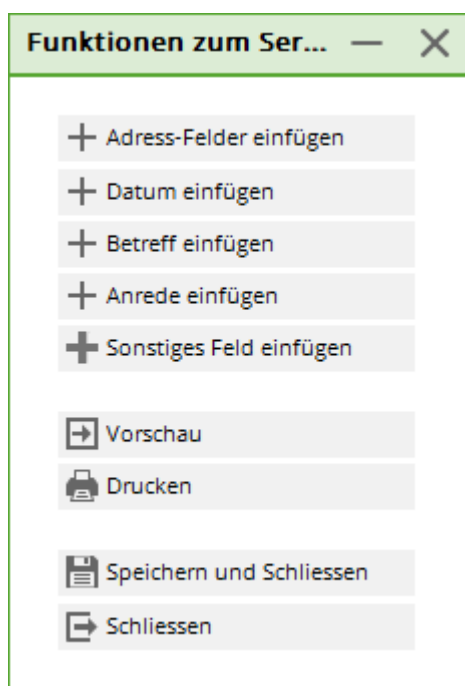 Funktionen zum Ser...
Adress-Felder einfügen
Datum einfügen
Betreff einfügen
Anrede einfügen
Sonstiges Feld einfügen
Vorschau
Drucken
Speichern und Schliessen
Schliessen